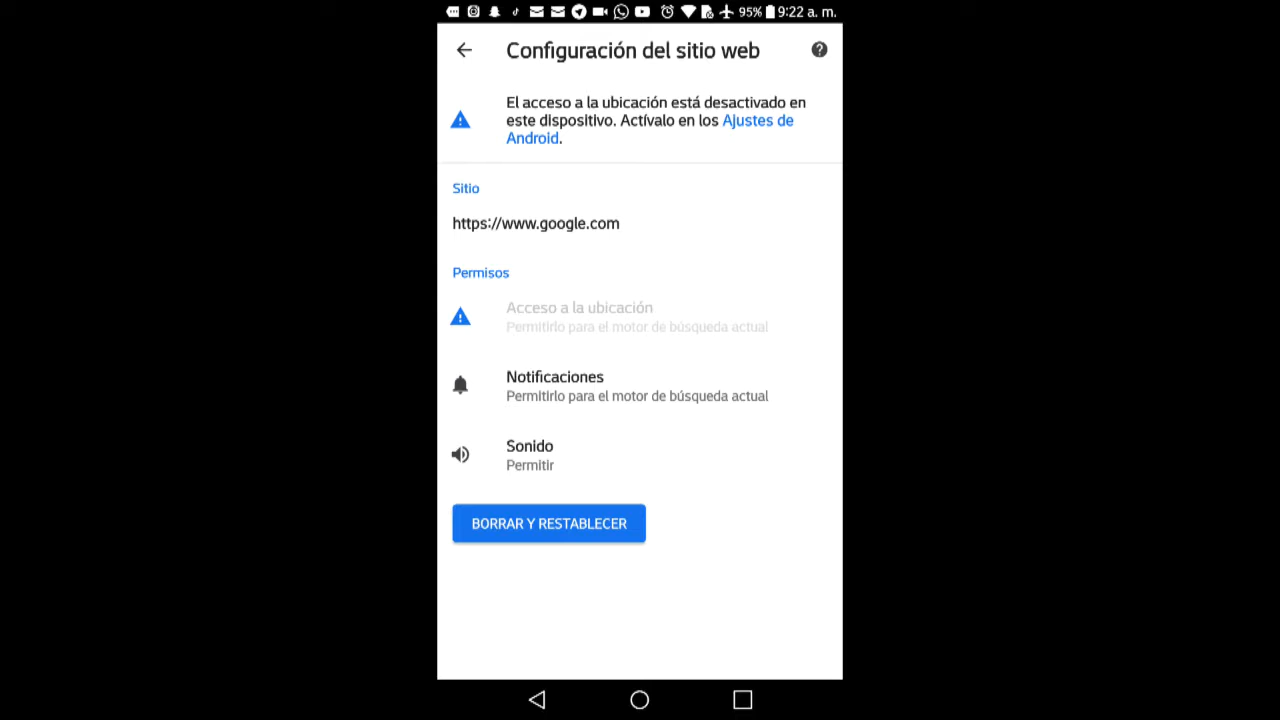 95% 9:22 a. m.
Configuración del sitio web
El acceso a la ubicación está desactivado en
este dispositivo. Actívalo en los Ajustes de
Android.
Sitio
https://www.google.com
Permisos
Acceso a la ubicación
Permitirlo para el motor de búsqueda actual
Notificaciones
Permitirlo para el motor de búsqueda actual
Sonido
Permitir
BORRAR Y RESTABLECER